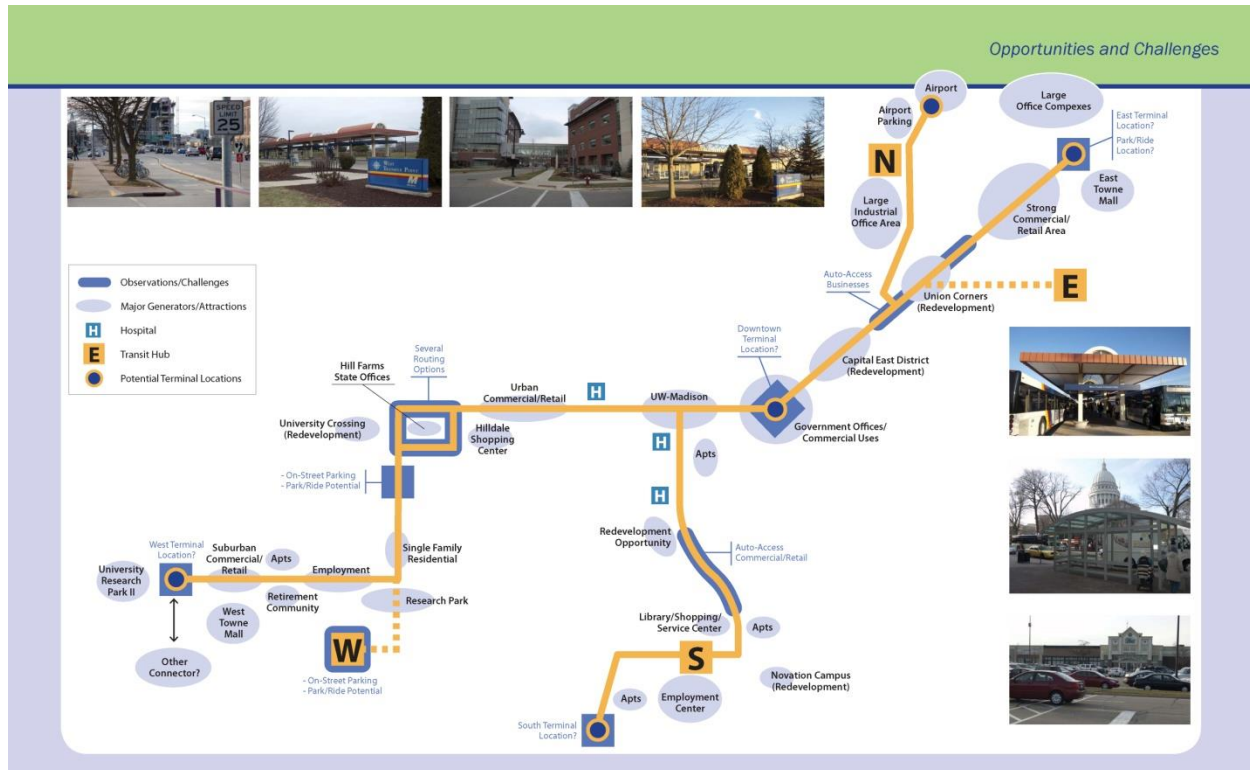 Opportunities and Challenges
SPEED
LIMIT
25
Airport
Airport
Parking
Large
Office Compexes
East Terminal
Location?
Park/Ride
Location?
N
East
Towne
Mall
Large
Industrial
Office Area
Strong
Commercial/
Retail Area
Observations/Challenges
Major Generators/Attractions
H
Hospital
E
Transit Hub
Potential Terminal Locations
Auto-Access
Businesses
E
Union Corners
(Redevelopment)
Downtown
Terminal
Location?
Several
Routing
Options
Hill Farms
State Offices
Capital East District
(Redevelopment)
Urban
Commercial/Retail
H
UW-Madison
University Crossing
(Redevelopment)
Hilldale
Shopping
Center
Government Offices/
Commercial Uses
H
Apts
- On-Street Parking
- Park/Ride Potential
H
Redevelopment
Opportunity
Auto-Access
Commercial/Retail
West Terminal
Location?
Suburban
Commercial/
Retail
Apts
Employment
Single Family
Residential
University
Research
Park II
Retirement
Community
Research Park
West
Towne
Mall
Library/Shopping/
Service Center
Apts
W
S
Other
Connector?
- On-Street Parking
- Park/Ride Potential
Novation Campus
(Redevelopment)
Apts
Employment
Center
South Terminal
Location?